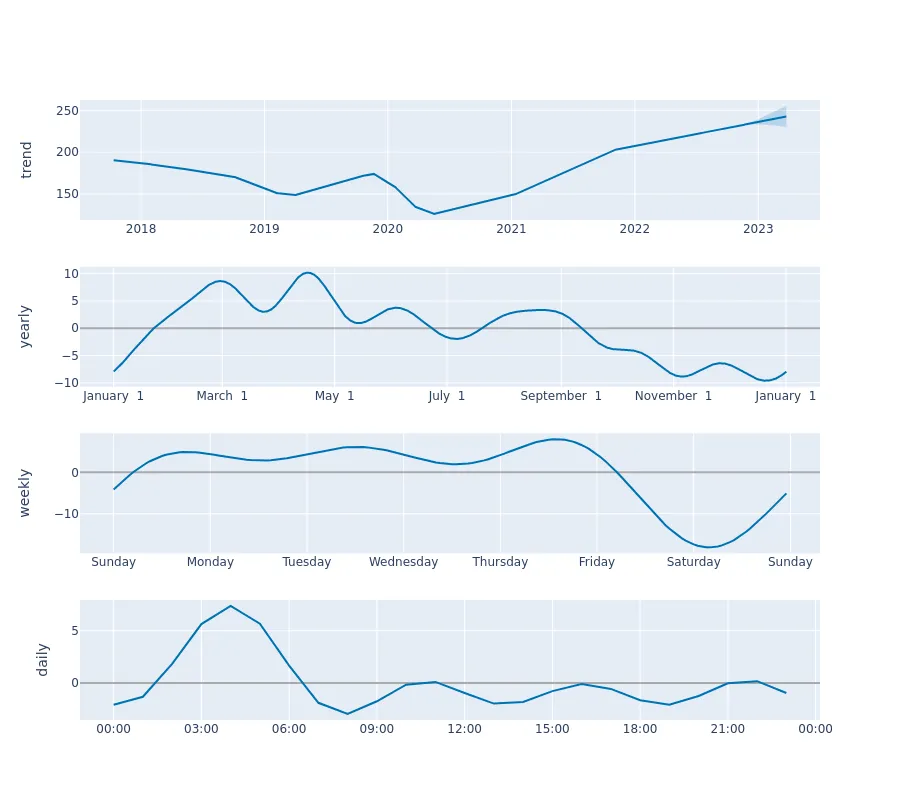 trend
250
200
150
2018 2019 2020 2021 2022 2023
yearly
10
5
0
−5
−10
January 1 March 1 May 1 July 1 September 1 November 1 January 1
weekly
0
−10
Sunday Monday Tuesday Wednesday Thursday Friday Saturday Sunday
daily
5
0
00:00 03:00 06:00 09:00 12:00 15:00 18:00 21:00 00:00